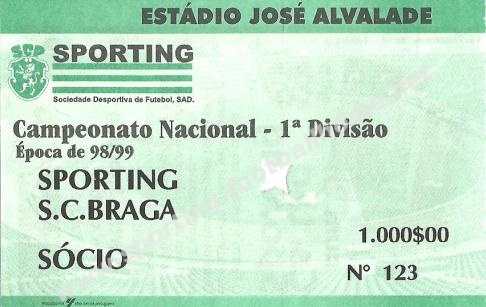 ESTÁDIO JOSÉ ALVALADE
SCP
SPORTING
Sociedade Desportiva de Futebol, SAD.
Campeonato Nacional - 1ª Divisão
Época de 98/99
SPORTING
S.C.BRAGA
1.000$00
SÓCIO
N° 123